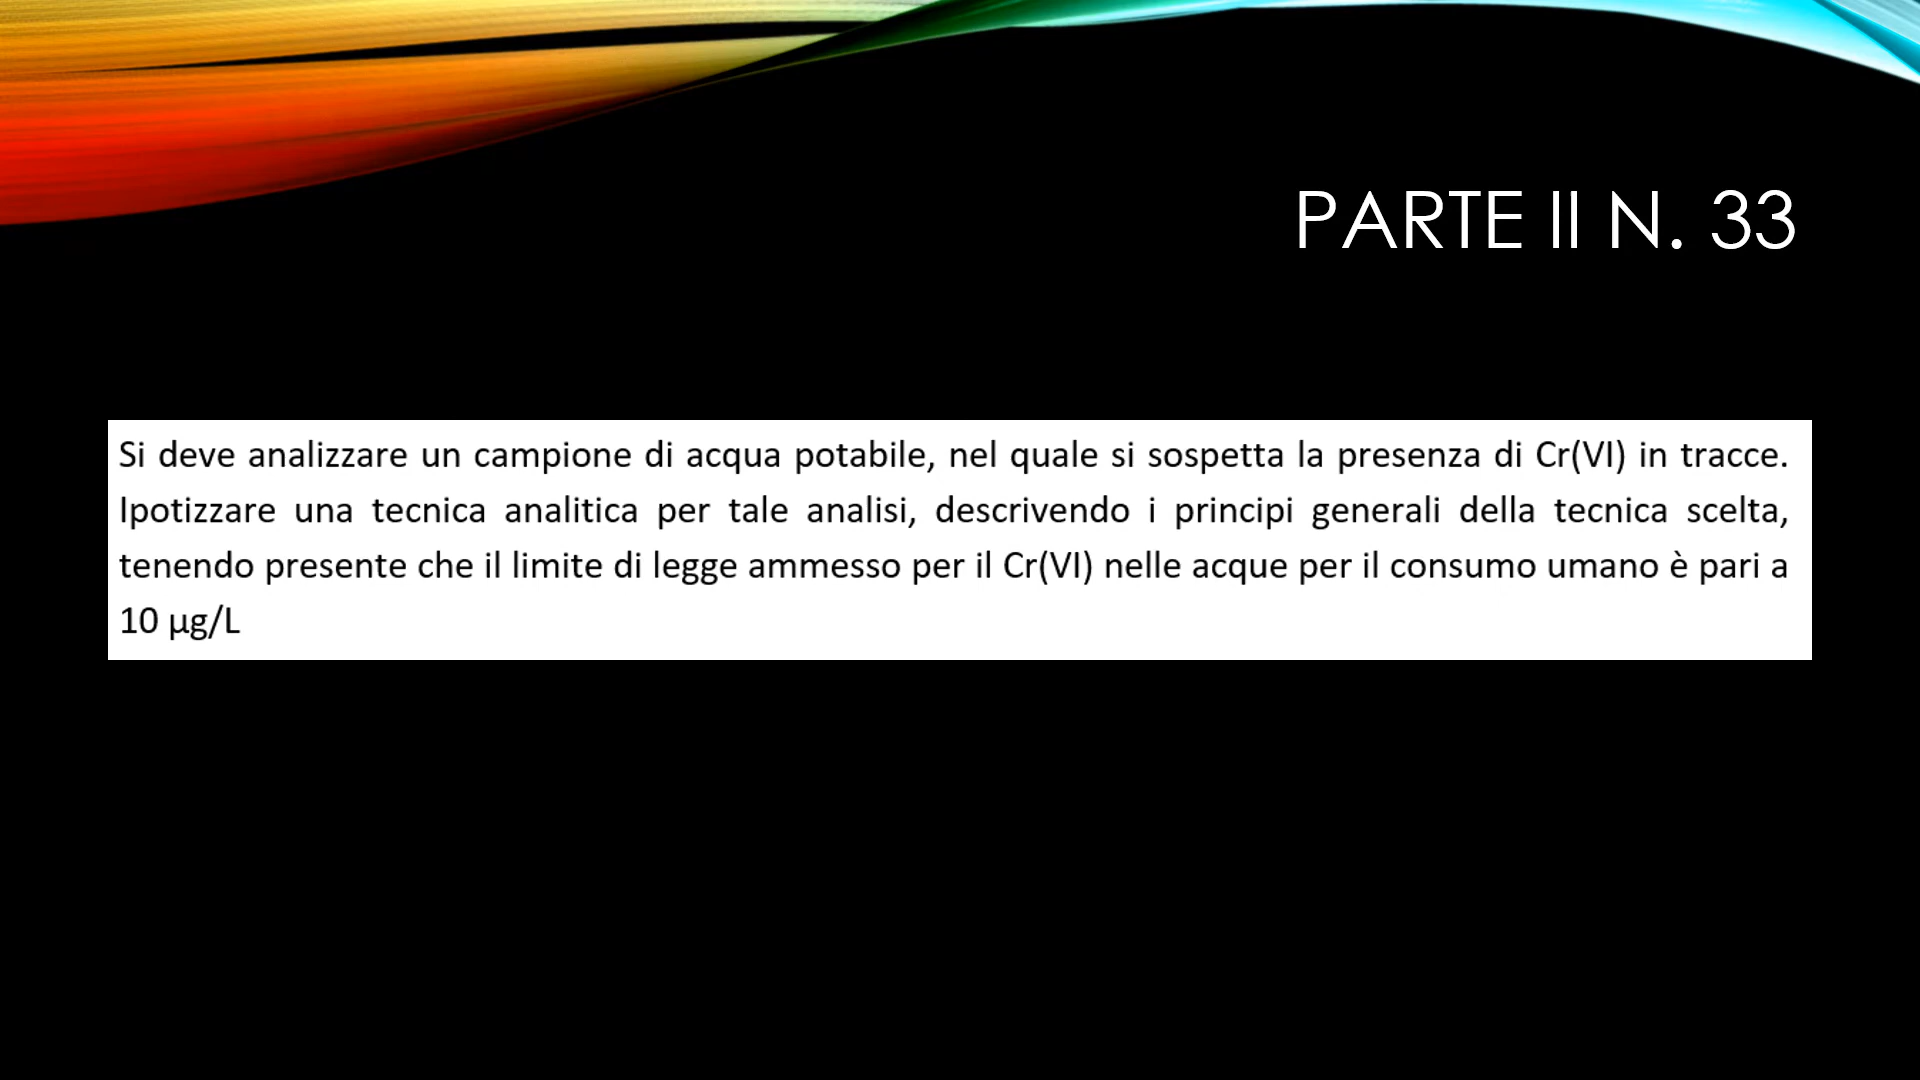 PARTE II N. 33
Si deve analizzare un campione di acqua potabile, nel quale si sospetta la presenza di Cr(VI) in tracce.
Ipotizzare una tecnica analitica per tale analisi, descrivendo i principi generali della tecnica scelta,
tenendo presente che il limite di legge ammesso per il Cr(VI) nelle acque per il consumo umano è pari a
10 μg/L